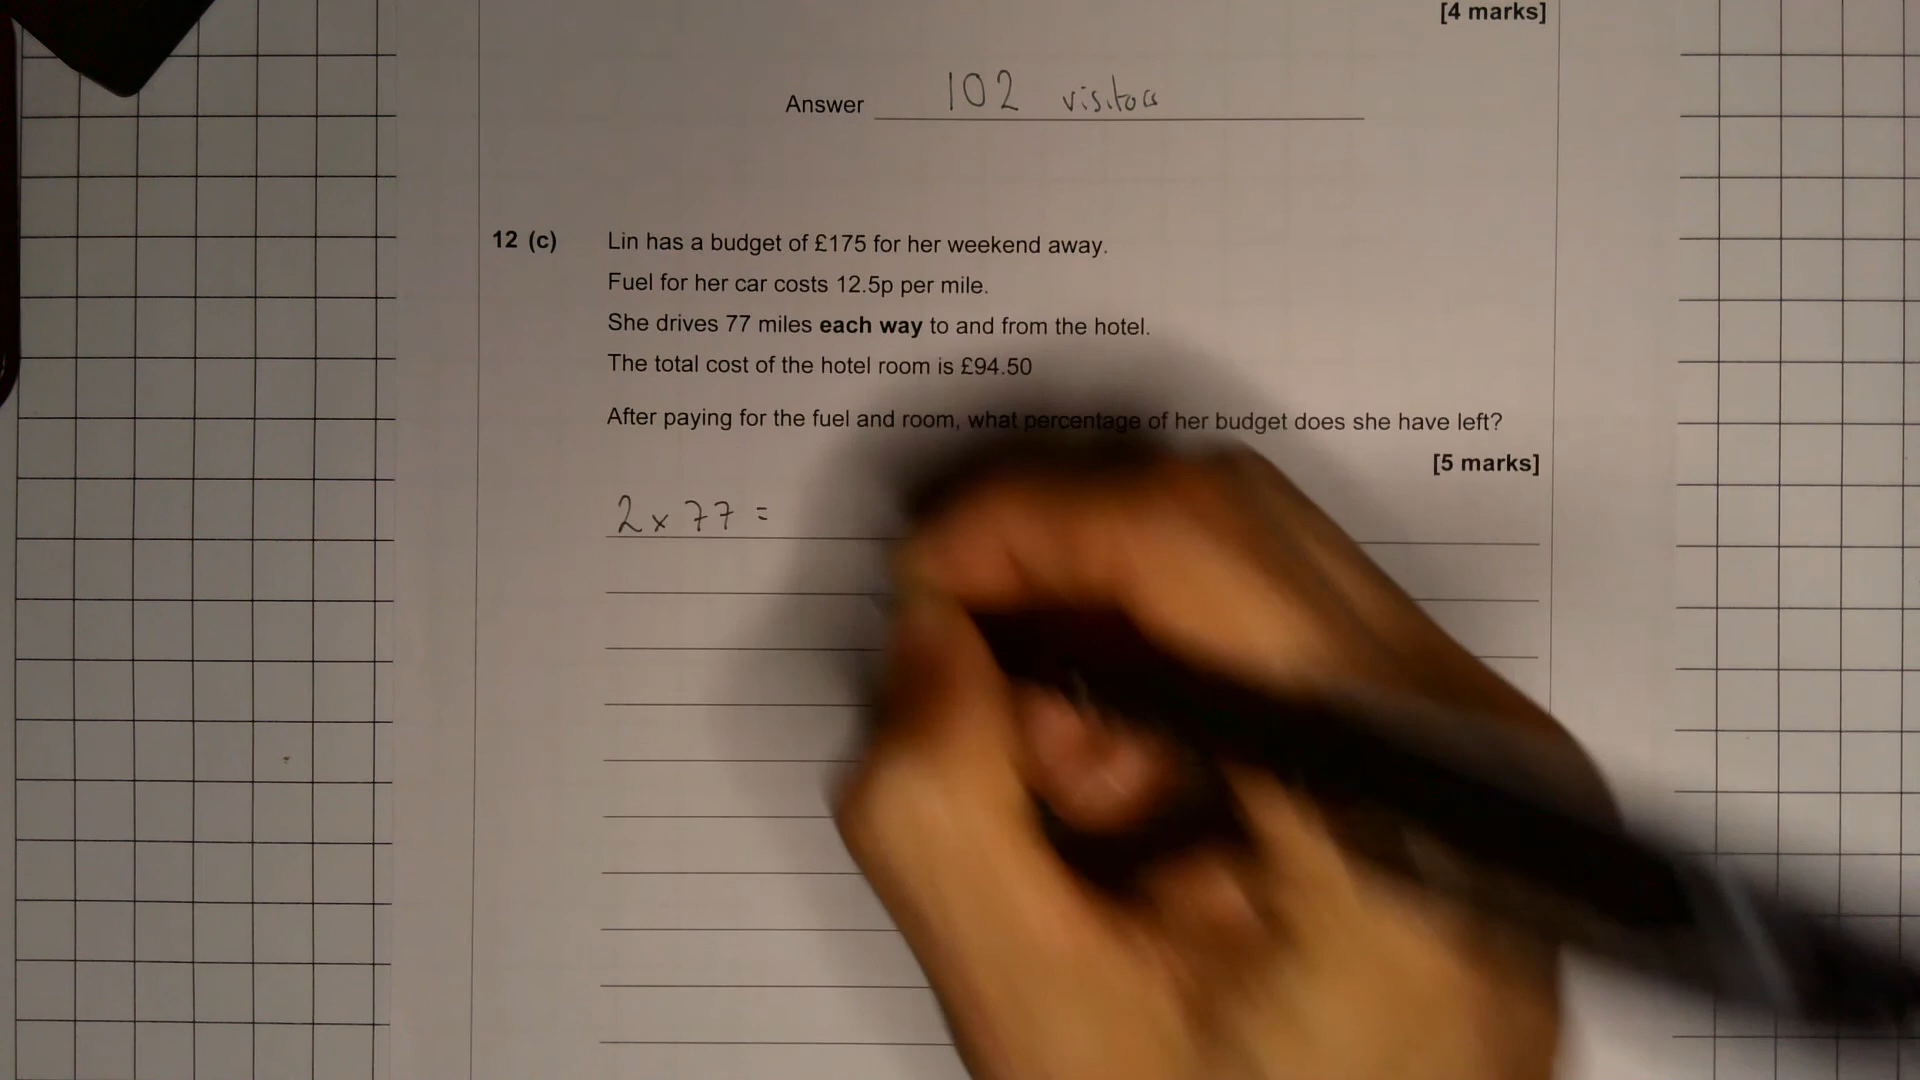 [4 marks]
Answer 102 visitors
12 (c) Lin has a budget of £175 for her weekend away.
Fuel for her car costs 12.5p per mile.
She drives 77 miles each way to and from the hotel.
The total cost of the hotel room is £94.50
After paying for the fuel and room, what percentage of her budget does she have left?
[5 marks]
2 x 77 =